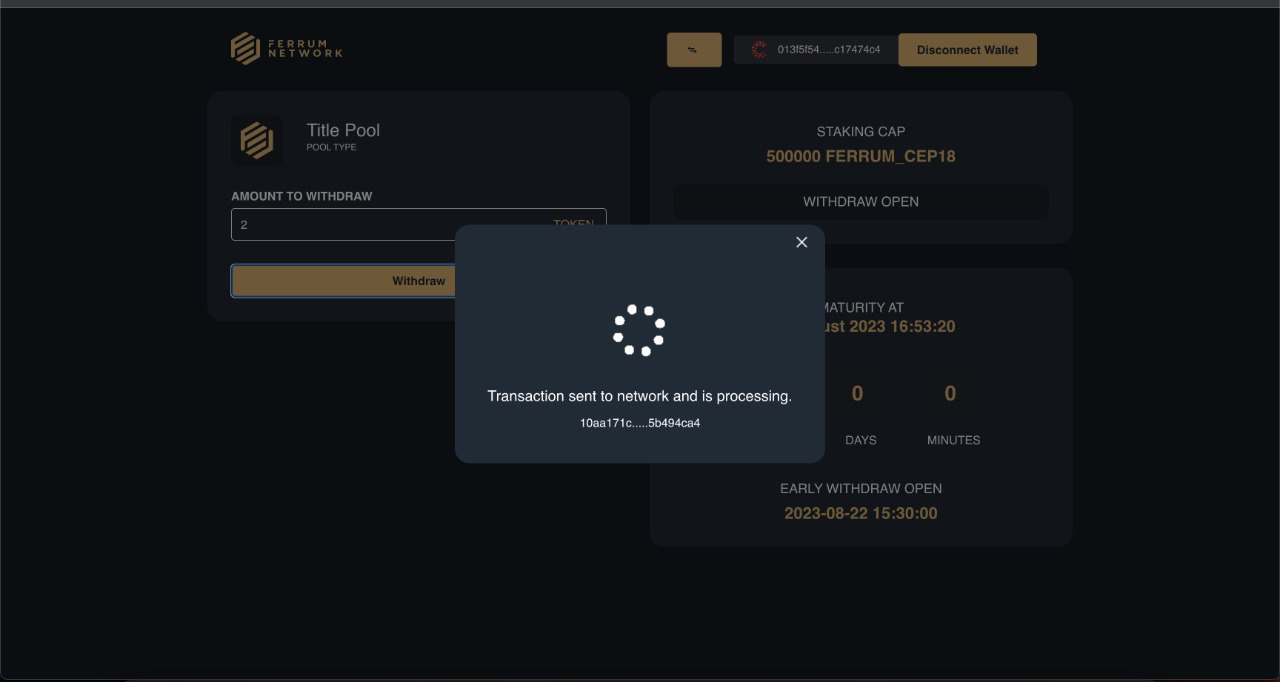 FERRUM
NETWORK
013f5f54.....c17474c4
Disconnect Wallet
Title Pool
POOL TYPE
AMOUNT TO WITHDRAW
2
TOKEN
Withdraw
STAKING CAP
500000 FERRUM_CEP18
WITHDRAW OPEN
Transaction sent to network and is processing.
10aa171c.....5b494ca4
MATURITY AT
2023 16:53:20
0
0
DAYS
MINUTES
EARLY WITHDRAW OPEN
2023-08-22 15:30:00